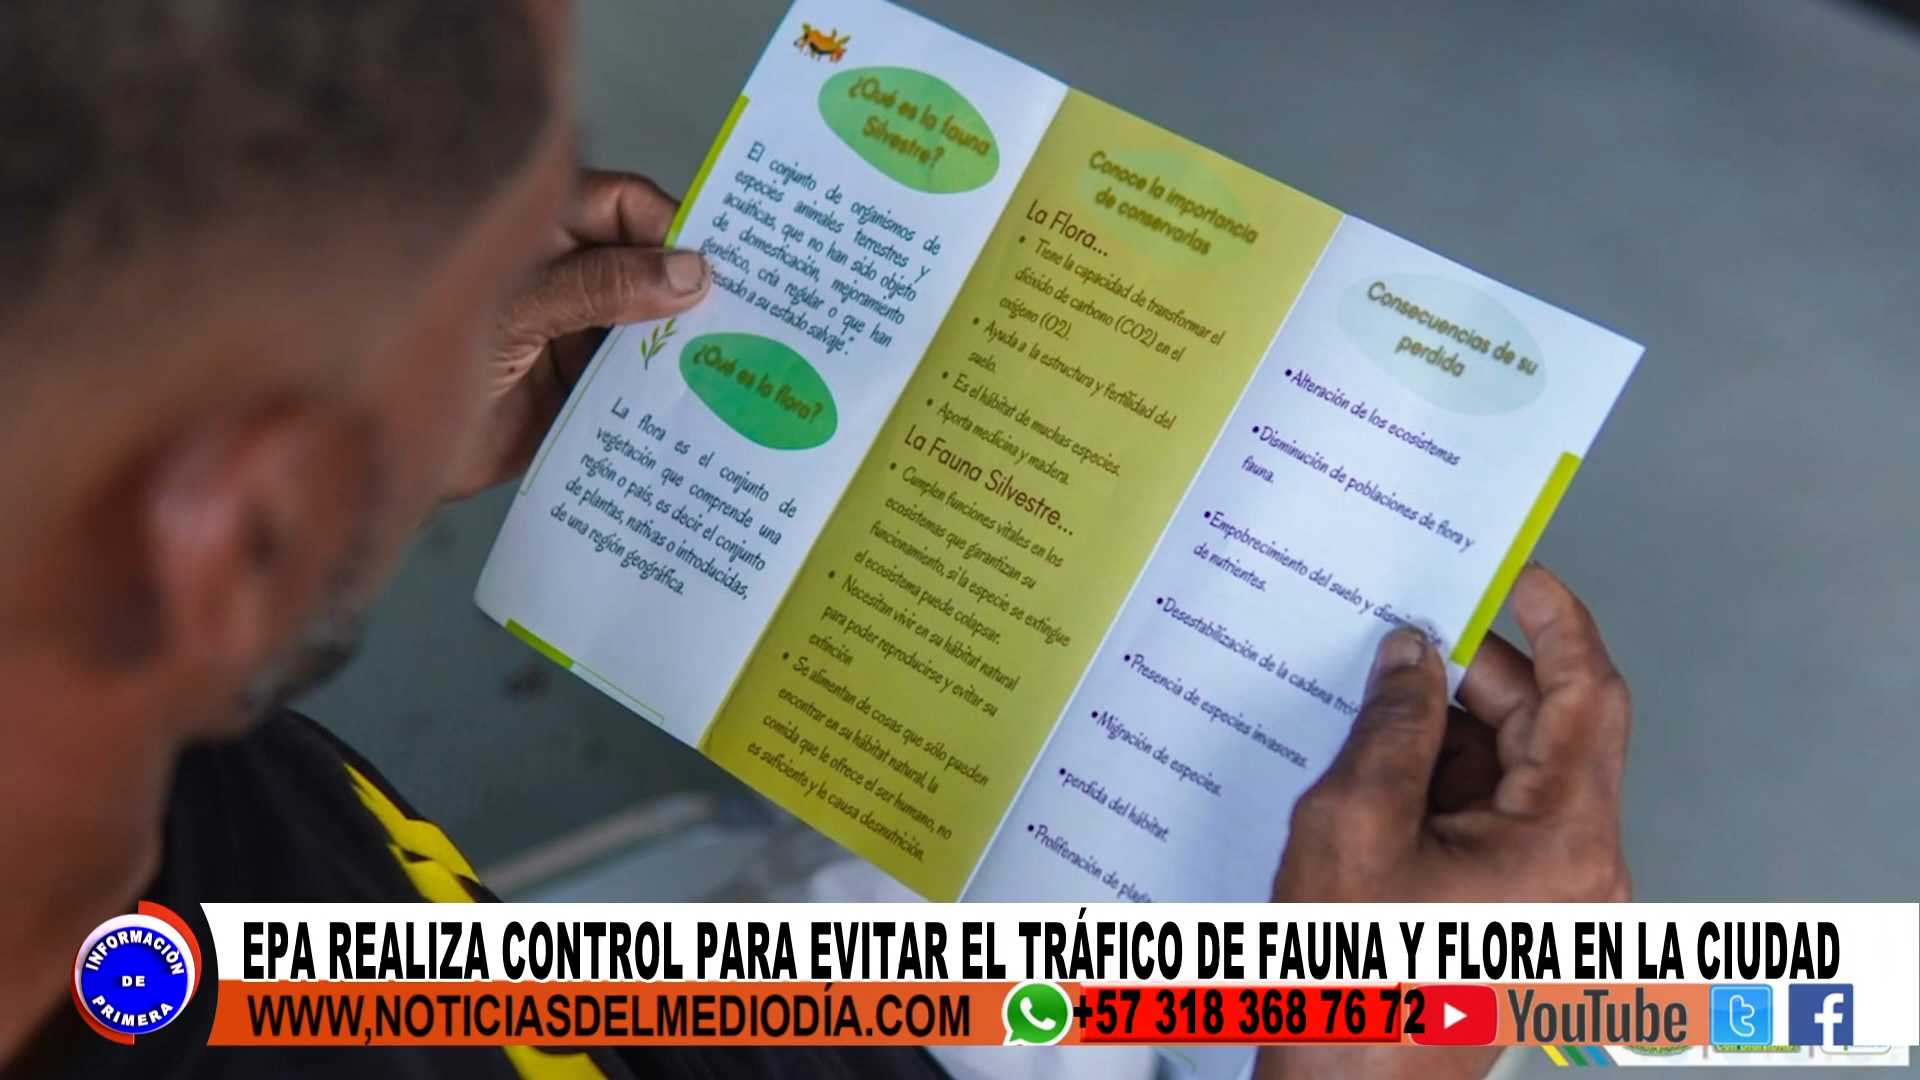 ¿Qué es la fauna
Silvestre?
El conjunto de organismos de
especies animales terrestres y
acuáticas, que no han sido objeto
de domesticación, mejoramiento
genético, cría regular o que han
resado a su estado salvaje".
¿Qué es la flora?
La flora es el conjunto de
vegetación que comprende una
región o país, es decir el conjunto
de plantas, nativas o introducidas,
de una región geográfica.
Conoce la importancia
de conservarlas
La Flora...
• Tiene la capacidad de transformar el
dióxido de carbono (CO2) en el
oxígeno (O2).
• Ayuda a la estructura y fertilidad del
suelo.
• Es el hábitat de muchas especies.
• Aporta medicina y madera.
La Fauna Silvestre...
• Cumplen funciones vitales en los
ecosistemas que garantizan su
funcionamiento, si la especie se extingue
el ecosistema puede colapsar.
• Necesitan vivir en su hábitat natural
para poder reproducirse y evitar su
extinción
• Se alimentan de cosas que sólo pueden
encontrar en su hábitat natural, la
comida que le ofrece el ser humano, no
es suficiente y le causa desnutrición.
Consecuencias de su
perdida
•Alteración de los ecosistemas
•Disminución de poblaciones de flora y
fauna.
•Empobrecimiento del suelo y
de nutrientes.
•Desestabilización de la cadena
•Presencia de especies invasoras.
•Migración de especies.
•perdida del hábitat.
•Proliferación de
INFORMACIÓN
DE
PRIMERA
EPA REALIZA CONTROL PARA EVITAR EL TRÁFICO DE FAUNA Y FLORA EN LA CIUDAD
WWW,NOTICIASDELMEDIODÍA.COM +57 318 368 76 72 YouTube